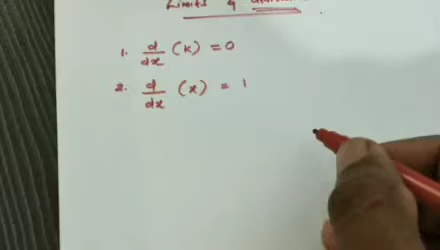 Limits &
1. d/dx (k) = 0
2. d/dx (x) = 1